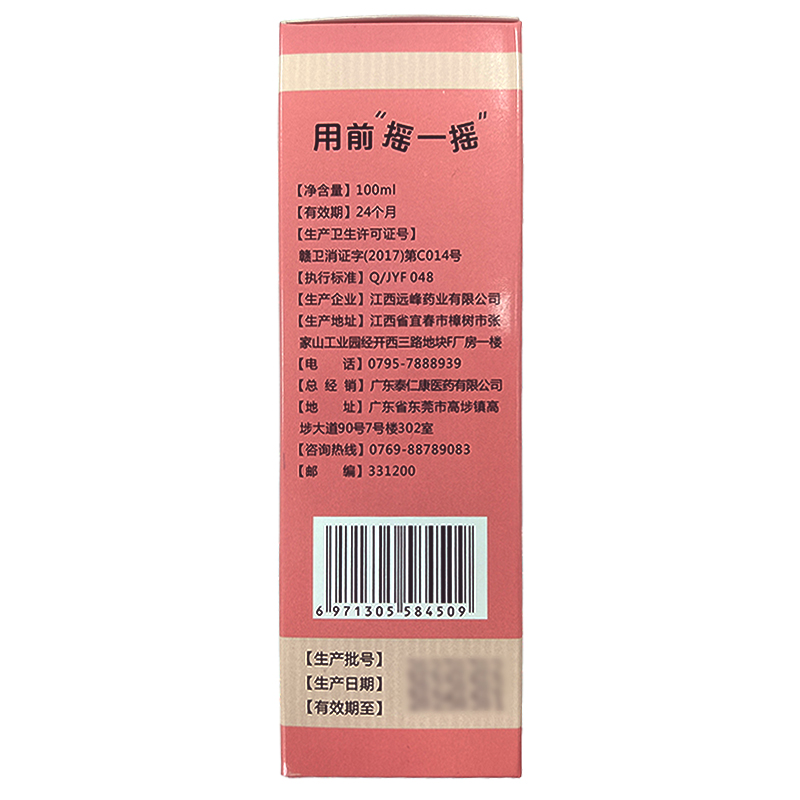 用前"摇一摇"
【净含量】100ml
【有效期】24个月
【生产卫生许可证号】
赣卫消证字(2017)第C014号
【执行标准】Q/JYF 048
【生产企业】江西远峰药业有限公司
【生产地址】江西省宜春市樟树市张
家山工业园经开西三路地块F厂房一楼
【电 话】0795-7888939
【总 经 销】广东泰仁康医药有限公司
【地 址】广东省东莞市高埗镇高
埗大道90号7号楼302室
【咨询热线】0769-88789083
【邮 编】331200
6 971305 584509
【生产批号】
【生产日期】
【有效期至】